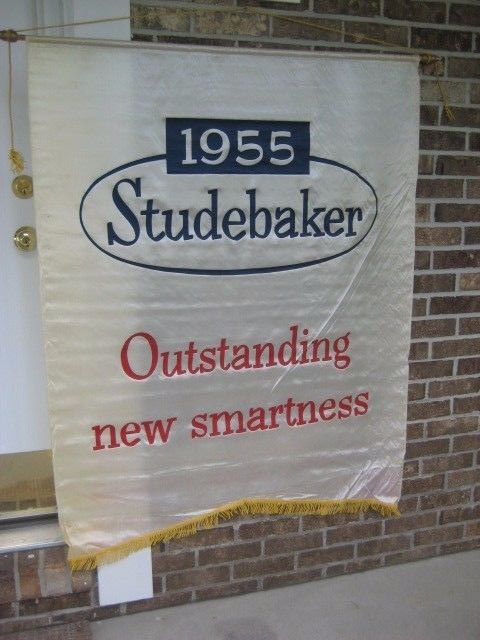 1955
Studebaker
Outstanding
new smartness